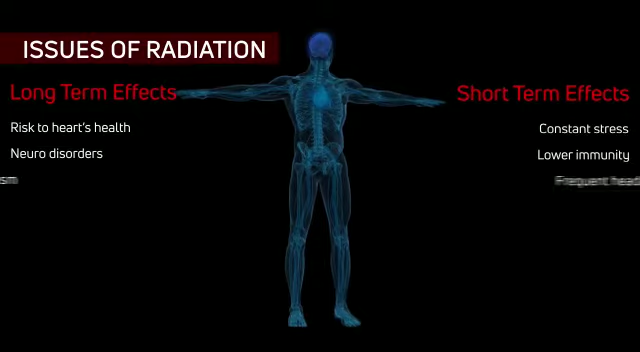 ISSUES OF RADIATION
Long Term Effects
Risk to heart's health
Neuro disorders
Short Term Effects
Constant stress
Lower immunity
Frequent